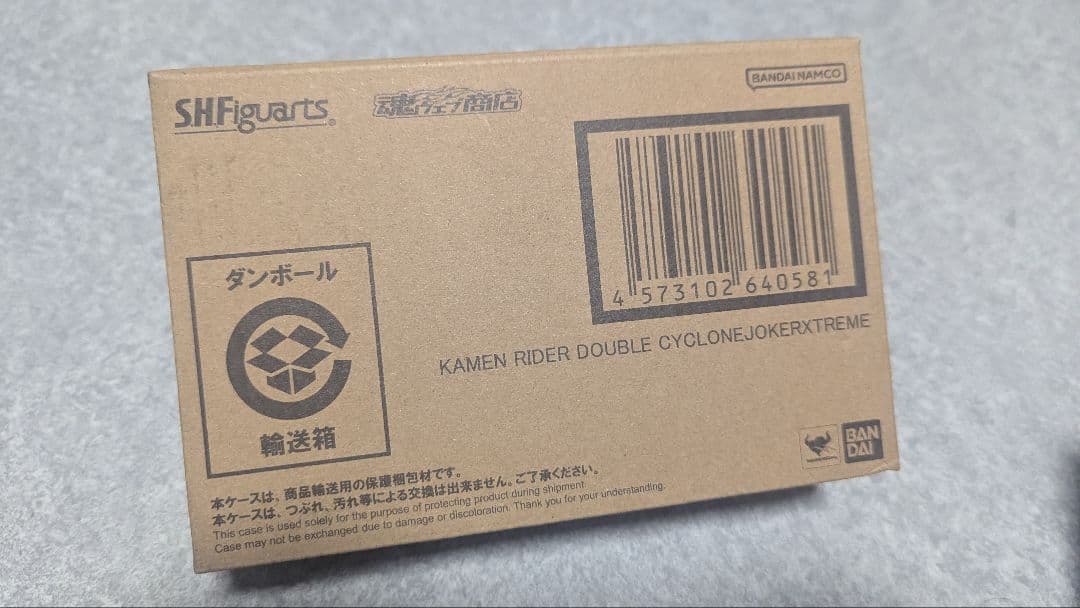 S.H.Figuarts
魂ウェブ商店
BANDAI NAMCO
4 573102 640581
KAMEN RIDER DOUBLE CYCLONEJOKERXTREME
ダンボール
輸送箱
本ケースは、商品輸送用の保護梱包材です。
本ケースは、つぶれ、汚れ等による交換は出来ません。ご了承ください。
This case is used solely for the purpose of protecting product during shipment.
Case may not be exchanged due to damage or discoloration. Thank you for your understanding.
BAN
DAI